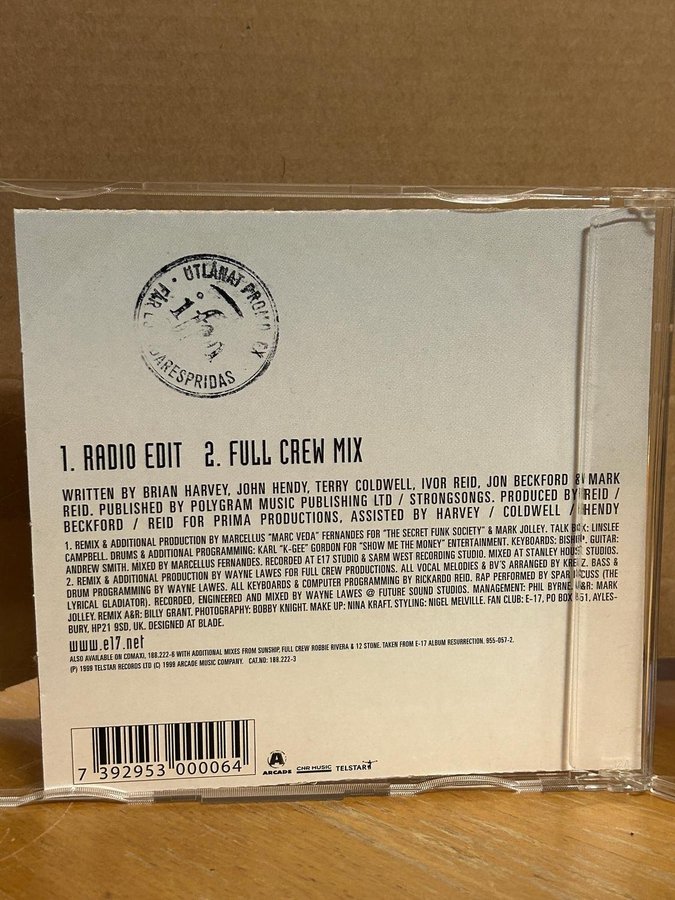 UTLÅNAT PROMO EX
FÅR
DARESPRIDAS
1. RADIO EDIT 2. FULL CREW MIX
WRITTEN BY BRIAN HARVEY, JOHN HENDY, TERRY COLDWELL, IVOR REID, JON BECKFORD & MARK
REID. PUBLISHED BY POLYGRAM MUSIC PUBLISHING LTD / STRONGSONGS. PRODUCED BY REID /
BECKFORD / REID FOR PRIMA PRODUCTIONS, ASSISTED BY HARVEY / COLDWELL / HENDY
1. REMIX & ADDITIONAL PRODUCTION BY MARCELLUS "MARC VEDA" FERNANDES FOR "THE SECRET FUNK SOCIETY" & MARK JOLLEY. TALK BOX: LINSLEE
CAMPBELL. DRUMS & ADDITIONAL PROGRAMMING: KARL "K-GEE" GORDON FOR "SHOW ME THE MONEY" ENTERTAINMENT. KEYBOARDS: GUITAR:
ANDREW SMITH. MIXED BY MARCELLUS FERNANDES. RECORDED AT E17 STUDIO & SARM WEST RECORDING STUDIO. MIXED AT STANLEY HOUSE STUDIOS.
2. REMIX & ADDITIONAL PRODUCTION BY WAYNE LAWES FOR FULL CREW PRODUCTIONS. ALL VOCAL MELODIES & BV'S ARRANGED BY BASS &
DRUM PROGRAMMING BY WAYNE LAWES. ALL KEYBOARDS & COMPUTER PROGRAMMING BY RICKARDO REID. RAP PERFORMED BY (THE
LYRICAL GLADIATOR). RECORDED, ENGINEERED AND MIXED BY WAYNE LAWES @ FUTURE SOUND STUDIOS. MANAGEMENT: PHIL BYRNE. A&R: MARK
JOLLEY. REMIX A&R: BILLY GRANT. PHOTOGRAPHY: BOBBY KNIGHT. MAKE UP: NINA KRAFT. STYLING: NIGEL MELVILLE. FAN CLUB: E-17, PO BOX AYLES-
BURY, HP21 9SD, UK. DESIGNED AT BLADE.
www.e17.net
ALSO AVAILABLE ON CDMAXI, 188.222-8 WITH ADDITIONAL MIXES FROM SUNSHIP, FULL CREW ROBBIE RIVERA & 12 STONE. TAKEN FROM E-17 ALBUM RESURRECTION. 955-057-2.
(P) 1999 TELSTAR RECORDS LTD (C) 1999 ARCADE MUSIC COMPANY. CAT.NO: 188.222-3
7 392953 000064
A
ARCADE
CNR MUSIC
TELSTAR